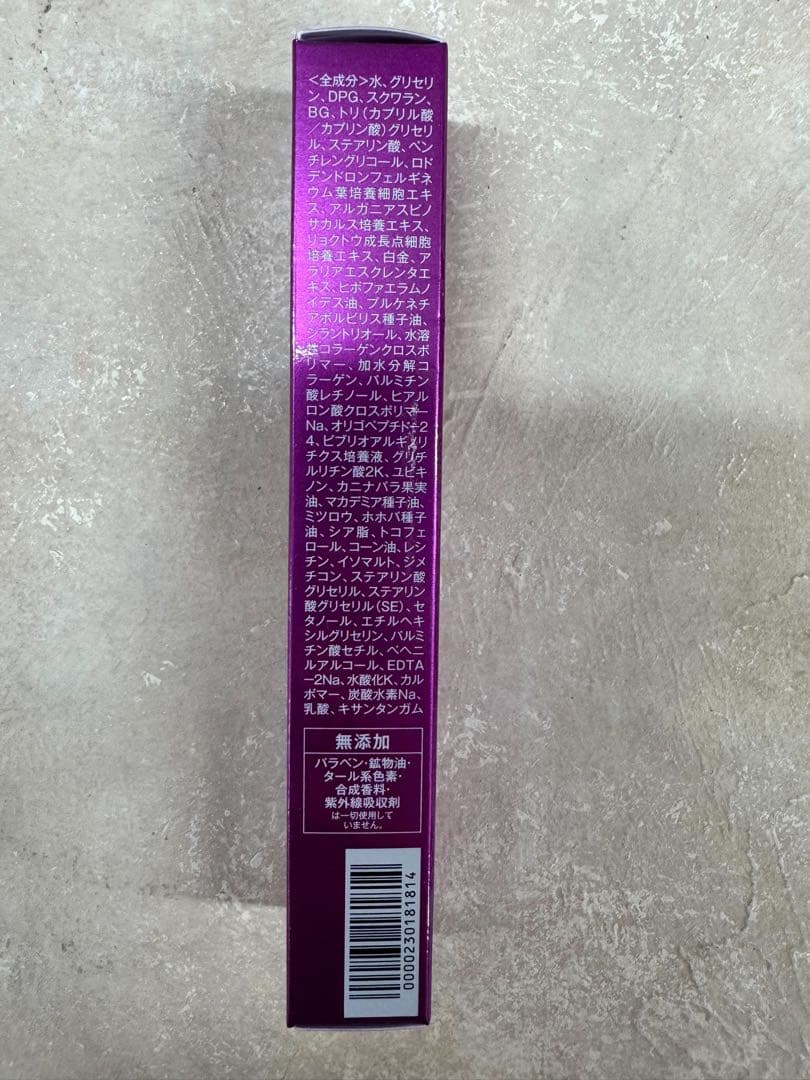 ＜全成分＞水、グリセリ
ン、DPG、スクワラン、
BG、トリ（カプリル酸
／カプリン酸）グリセリ
ル、ステアリン酸、ペン
チレングリコール、ロド
デンドロンフェルギネ
ウム葉培養細胞エキ
ス、アルガニアスピノ
サカルス培養エキス、
リョクトウ成長点細胞
培養エキス、白金、ア
ラリアエスクレンタエ
キス、ヒポファエラムノ
イデス油、プルケネチ
アボルビリス種子油、
シラントリオール、水溶
性コラーゲンクロスポ
リマー、加水分解コ
ラーゲン、パルミチン
酸レチノール、ヒアル
ロン酸クロスポリマー
Na、オリゴペプチド-2
4、ビブリオアルギノリ
チクス培養液、グリチ
ルリチン酸2K、ユビキ
ノン、カニナバラ果実
油、マカデミア種子油、
ミツロウ、ホホバ種子
油、シア脂、トコフェ
ロール、コーン油、レシ
チン、イソマルト、ジメ
チコン、ステアリン酸
グリセリル、ステアリン
酸グリセリル（SE）、セ
タノール、エチルヘキ
シルグリセリン、パルミ
チン酸セチル、ベヘニ
ルアルコール、EDTA
-2Na、水酸化K、カル
ボマー、炭酸水素Na、
乳酸、キサンタンガム
無添加
パラベン・鉱物油・
タール系色素・
合成香料・
紫外線吸収剤
は一切使用して
いません。
0000230181814